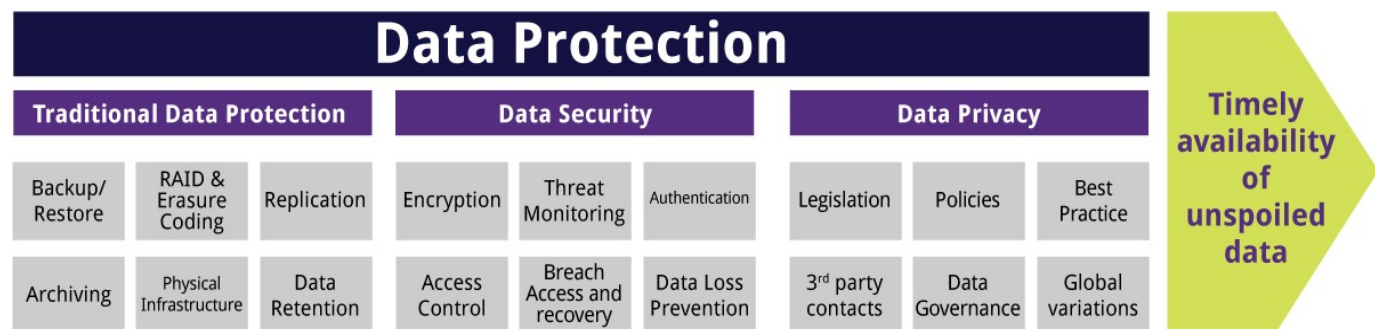 Data Protection
Traditional Data Protection
Data Security
Data Privacy
Timely
availability
of
unspoiled
data
Backup/
Restore
RAID &
Erasure
Coding
Replication
Encryption
Threat
Monitoring
Authentication
Legislation
Policies
Best
Practice
Archiving
Physical
Infrastructure
Data
Retention
Access
Control
Breach
Access and
recovery
Data Loss
Prevention
3rd party
contacts
Data
Governance
Global
variations